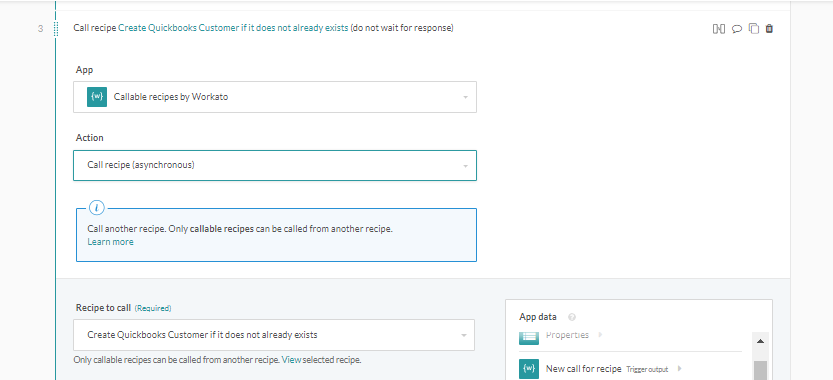 3 Call recipe Create Quickbooks Customer if it does not already exists (do not wait for response)
App
{w} Callable recipes by Workato
Action
Call recipe (asynchronous)
i
Call another recipe. Only callable recipes can be called from another recipe.
Learn more
Recipe to call (Required)
Create Quickbooks Customer if it does not already exists
Only callable recipes can be called from another recipe. View selected recipe.
App data ?
Properties
{w} New call for recipe Trigger output